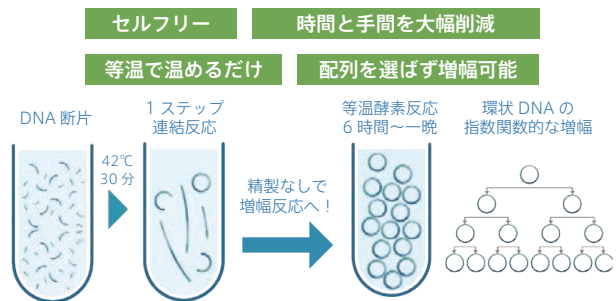 セルフリー
時間と手間を大幅削減
等温で温めるだけ
配列を選ばず増幅可能
DNA 断片
42℃
30 分
1 ステップ
連結反応
精製なしで
増幅反応へ！
等温酵素反応
6 時間～一晩
環状 DNA の
指数関数的な増幅